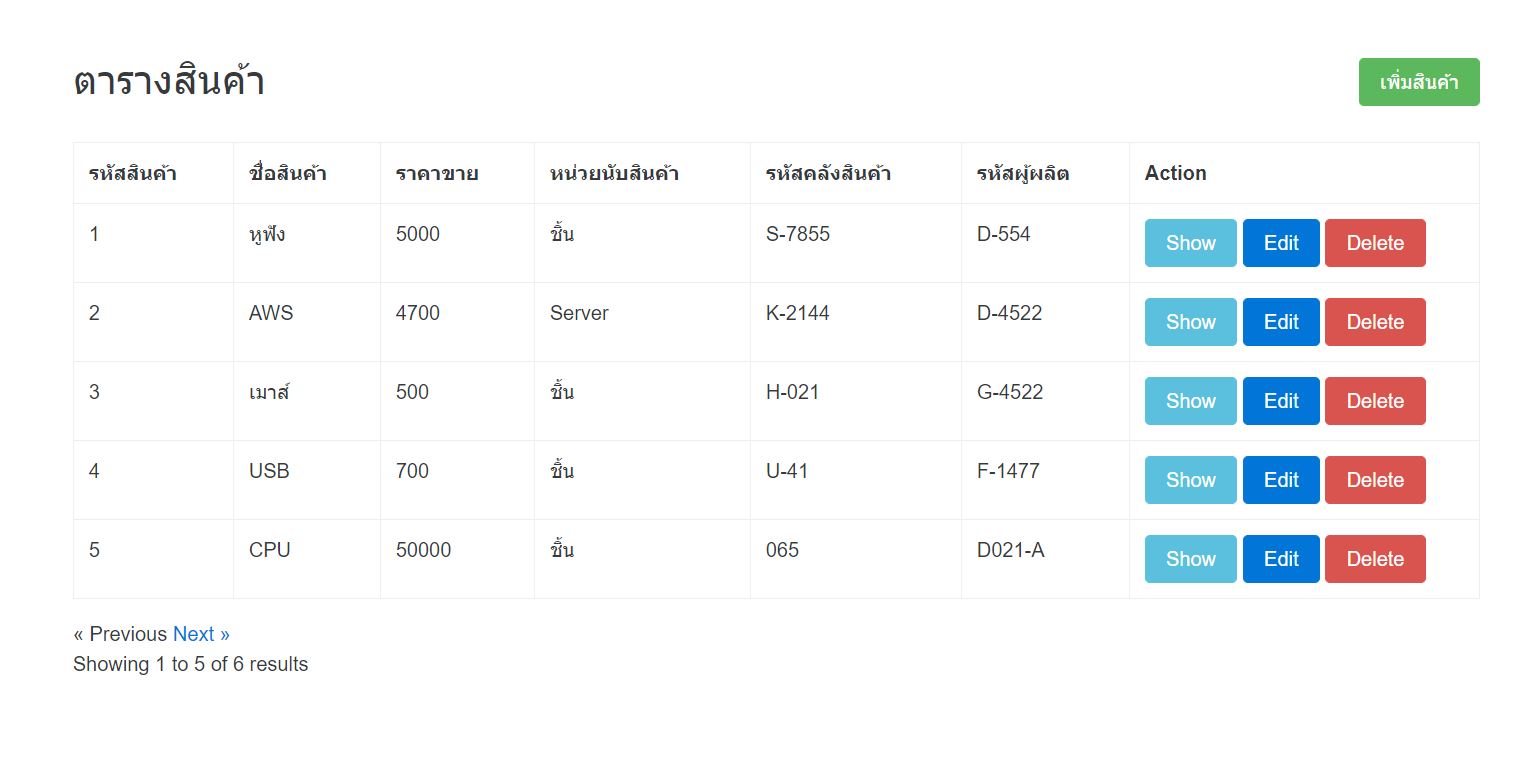 ตารางสินค้า
เพิ่มสินค้า
รหัสสินค้า ชื่อสินค้า ราคาขาย หน่วยนับสินค้า รหัสคลังสินค้า รหัสผู้ผลิต Action
1 หูฟัง 5000 ชิ้น S-7855 D-554 Show Edit Delete
2 AWS 4700 Server K-2144 D-4522 Show Edit Delete
3 เมาส์ 500 ชิ้น H-021 G-4522 Show Edit Delete
4 USB 700 ชิ้น U-41 F-1477 Show Edit Delete
5 CPU 50000 ชิ้น 065 D021-A Show Edit Delete
« Previous Next »
Showing 1 to 5 of 6 results